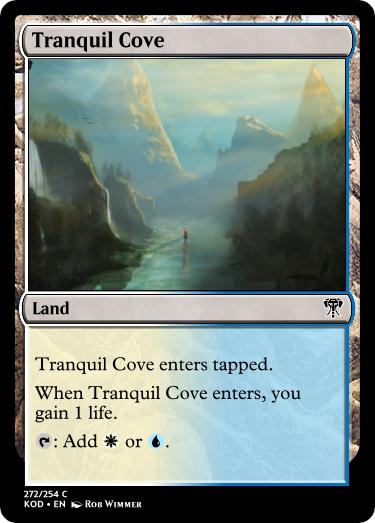 Tranquil Cove
Land
Tranquil Cove enters tapped.
When Tranquil Cove enters, you
gain 1 life.
: Add or .
272/254 C
KOD • EN Rob Wimmer